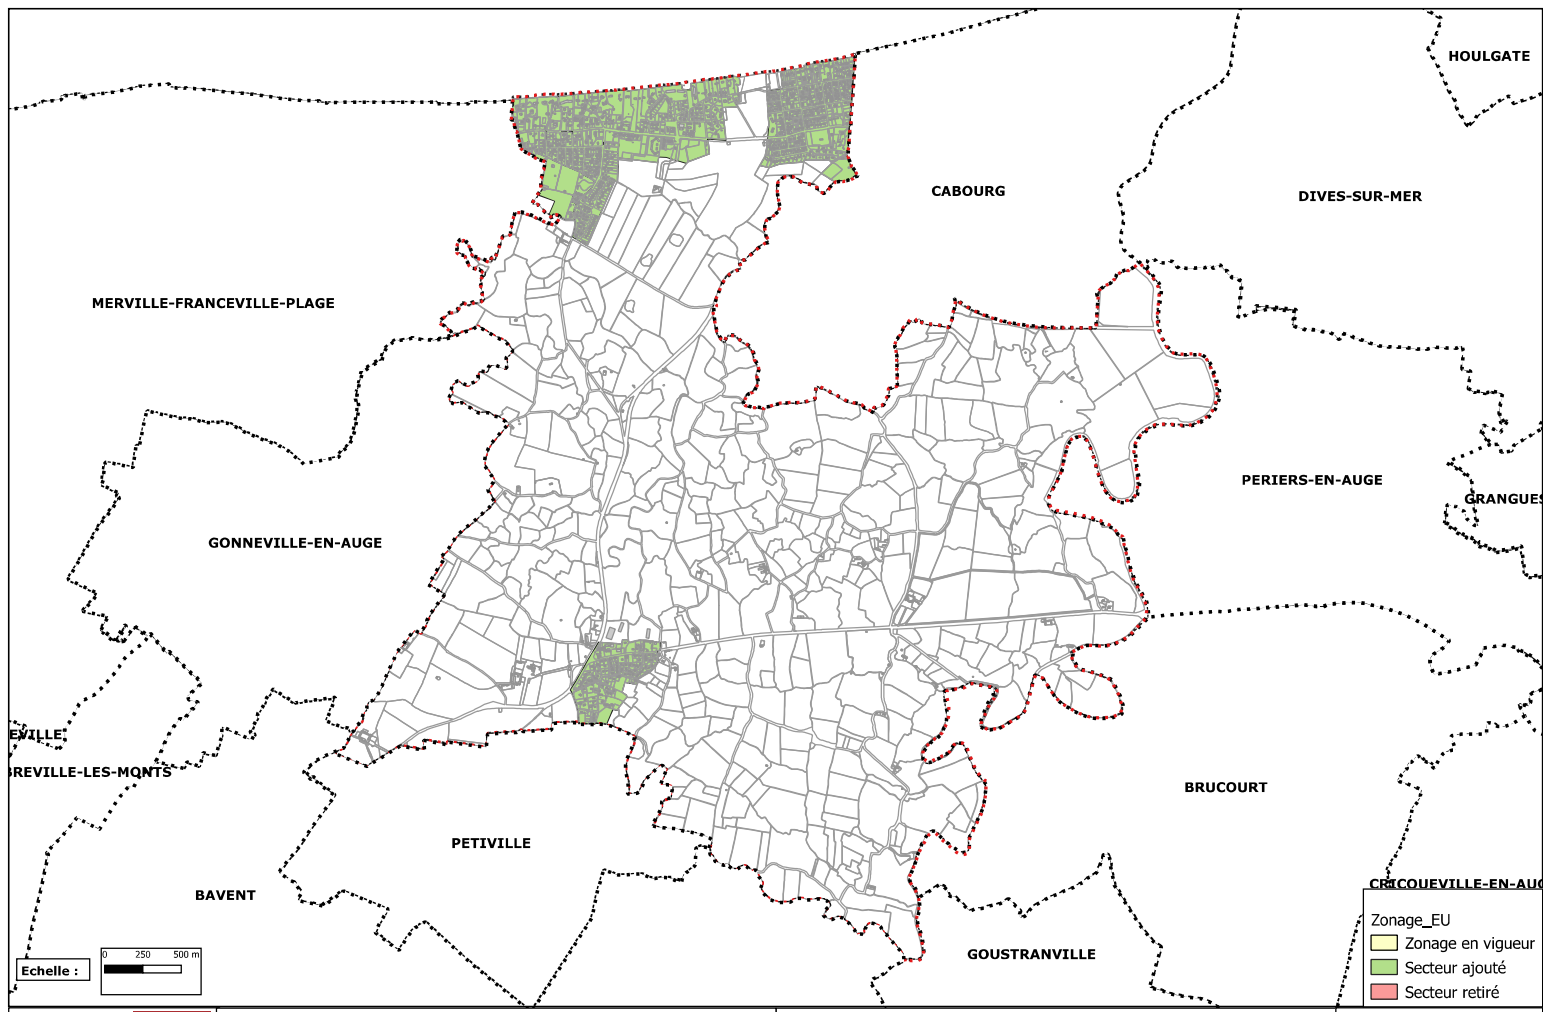 HOULGATE
CABOURG
DIVES-SUR-MER
MERVILLE-FRANCEVILLE-PLAGE
PERIERS-EN-AUGE
GRANGUES
GONNEVILLE-EN-AUGE
EVILLE
BREVILLE-LES-MONTS
BRUCOURT
PETIVILLE
BAVENT
CRICQUEVILLE-EN-AUG
GOUSTRANVILLE
Zonage_EU
Zonage en vigueur
Secteur ajouté
Secteur retiré
0 250 500 m
Echelle :